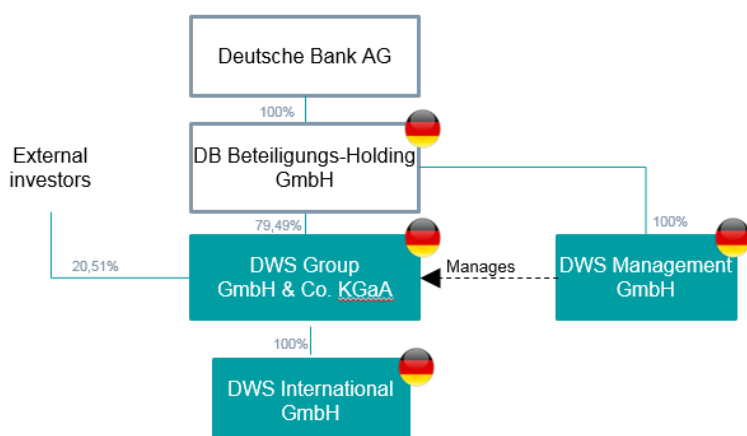 Deutsche Bank AG
100%
External
investors
DB Beteiligungs-Holding
GmbH
79,49%
100%
20,51%
DWS Group
GmbH & Co. KGaA
Manages
DWS Management
GmbH
100%
DWS International
GmbH